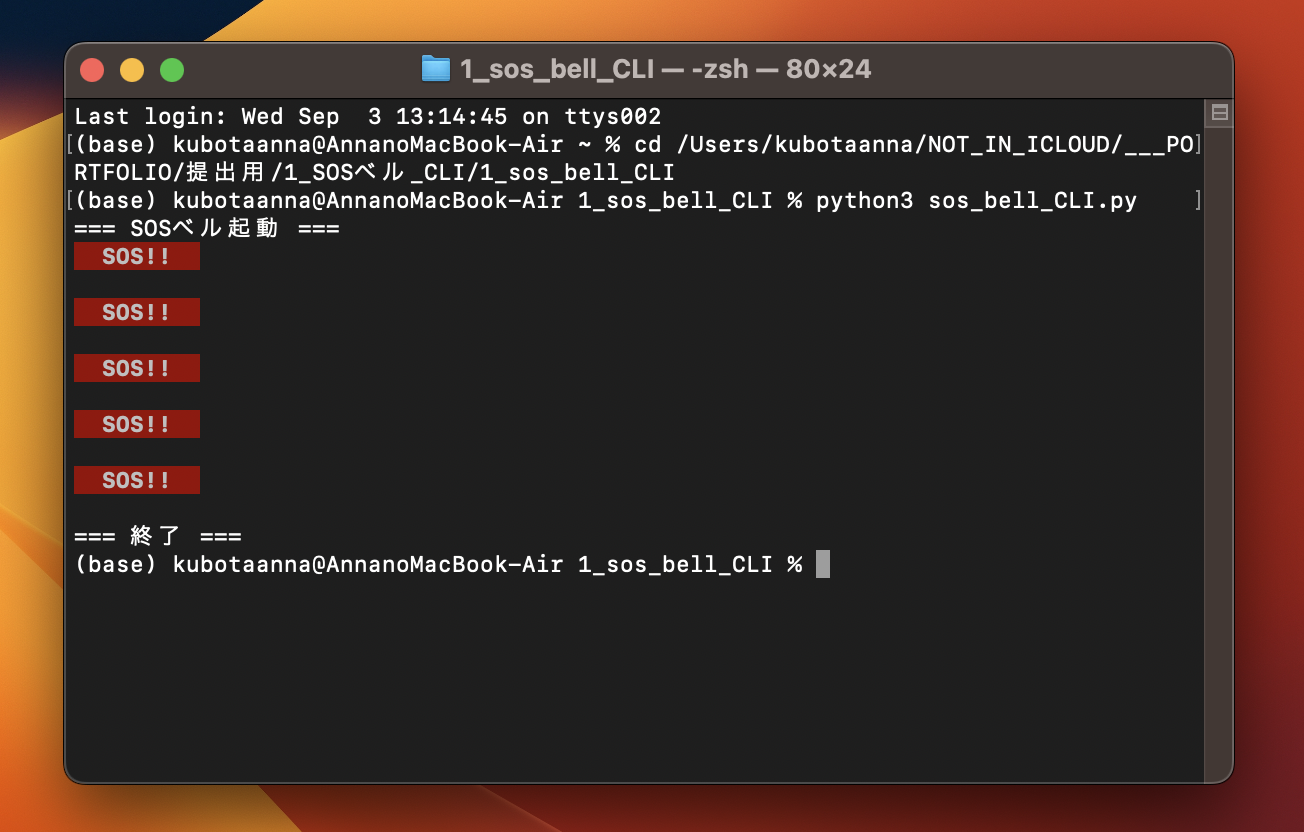 1_sos_bell_CLI — -zsh — 80×24
Last login: Wed Sep  3 13:14:45 on ttys002
[(base) kubotaanna@AnnanoMacBook-Air ~ % cd /Users/kubotaanna/NOT_IN_ICLOUD/___PO]
RTFOLIO/提出用/1_SOSベル_CLI/1_sos_bell_CLI
[(base) kubotaanna@AnnanoMacBook-Air 1_sos_bell_CLI % python3 sos_bell_CLI.py    ]
=== SOSベル起動 ===
SOS!!
SOS!!
SOS!!
SOS!!
SOS!!
=== 終了 ===
(base) kubotaanna@AnnanoMacBook-Air 1_sos_bell_CLI %